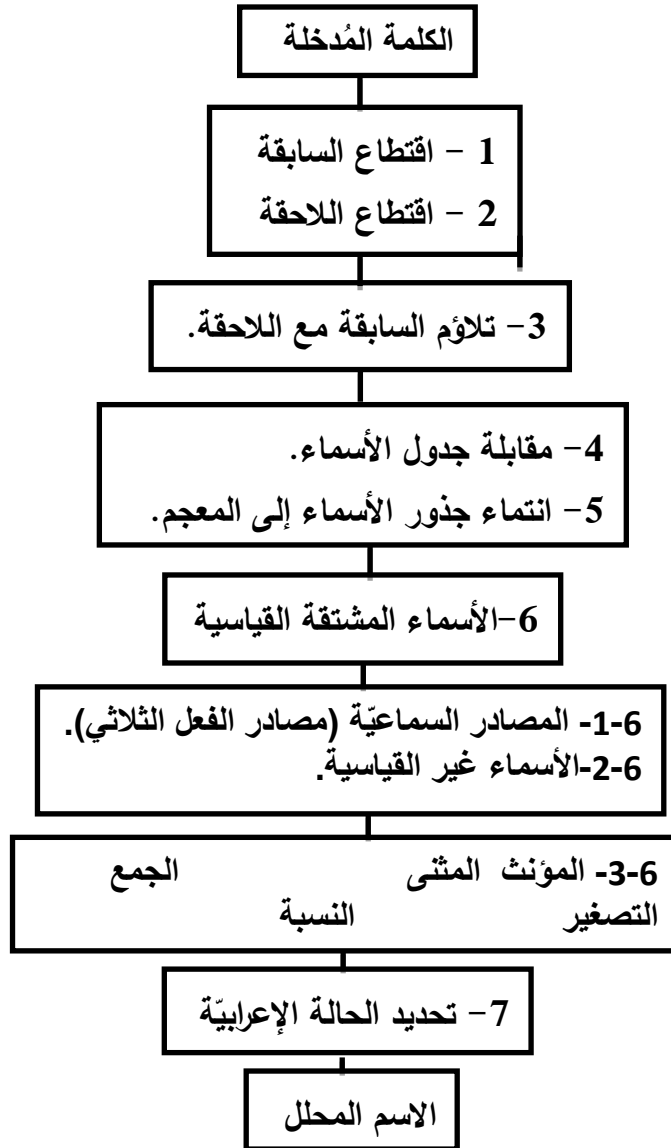 الكلمة المُدخلة
1 - اقتطاع السابقة
2 - اقتطاع اللاحقة
3- تلاؤم السابقة مع اللاحقة.
4- مقابلة جدول الأسماء.
5- انتماء جذور الأسماء إلى المعجم.
6-الأسماء المشتقة القياسية
6-1- المصادر السماعيّة (مصادر الفعل الثلاثي).
6-2-الأسماء غير القياسية.
6-3- المؤنث المثنى الجمع
التصغير النسبة
7- تحديد الحالة الإعرابيّة
الاسم المحلل